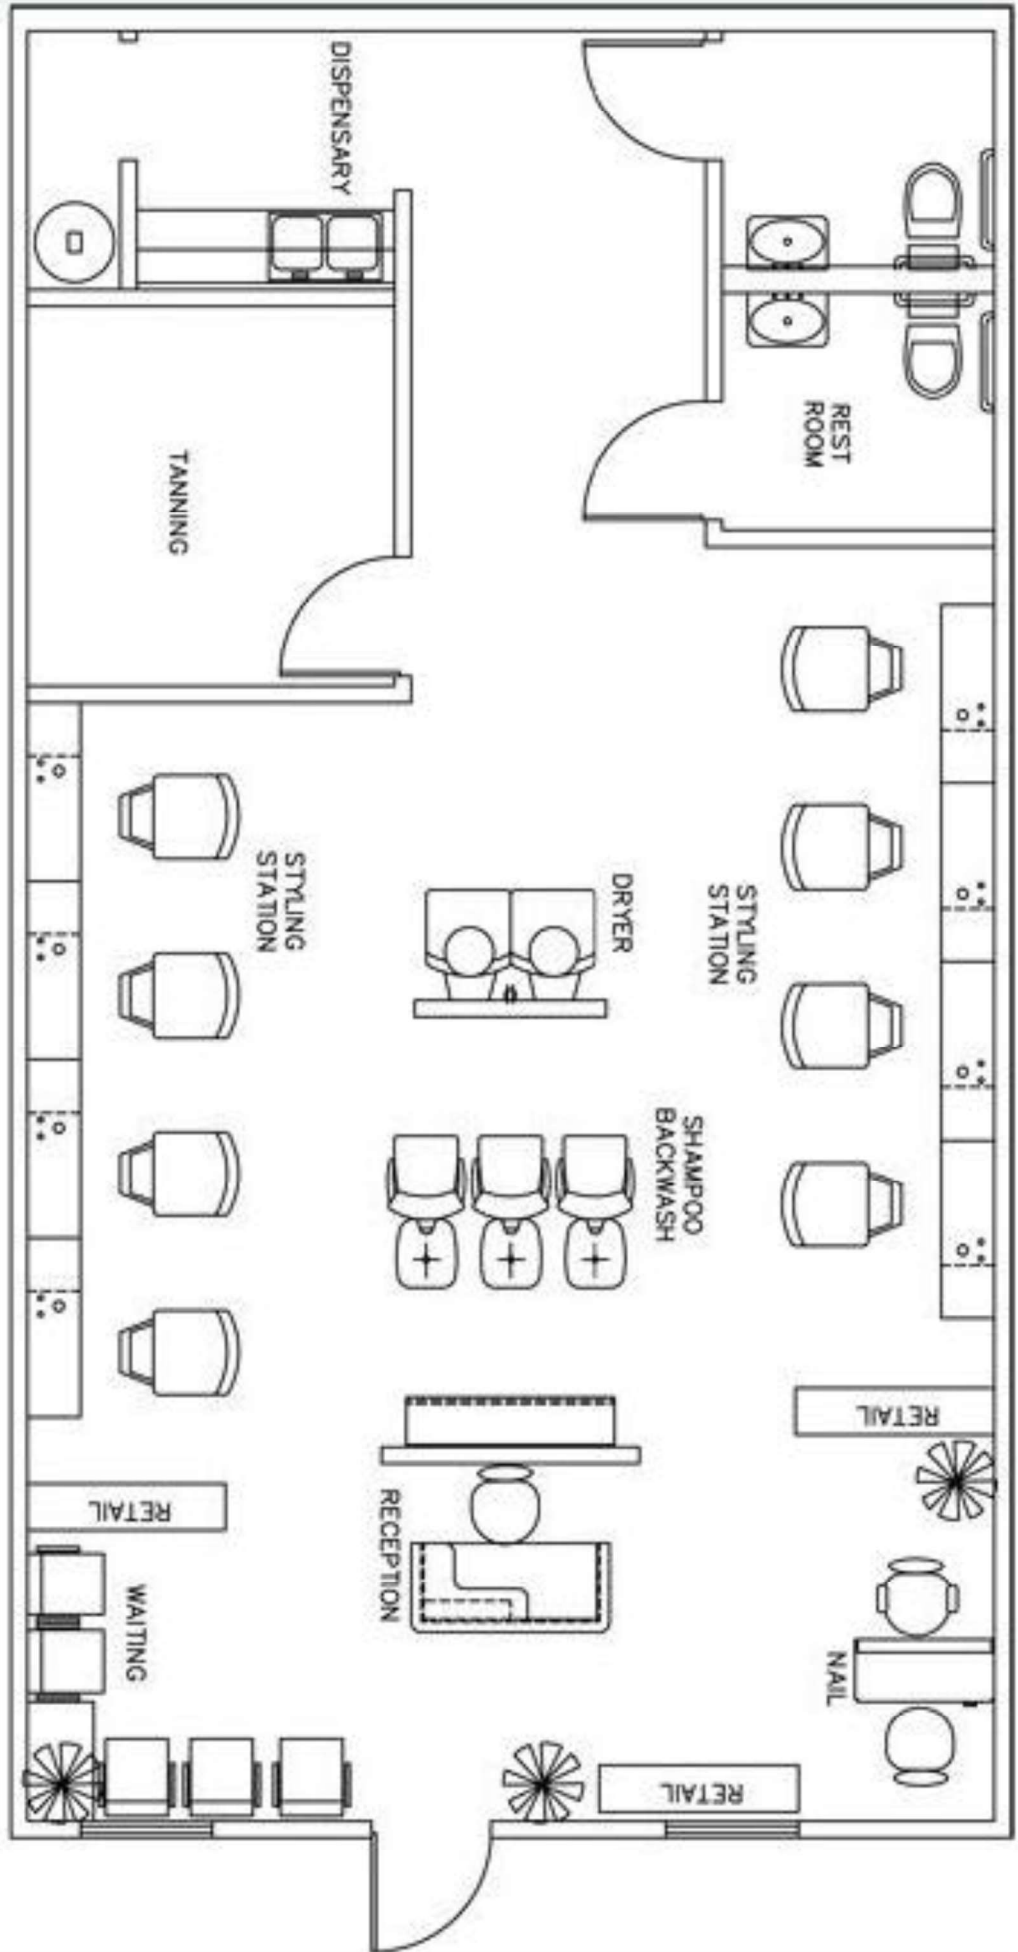 DISPENSARY
REST
ROOM
TANNING
STYLING
STATION
DRYER
STYLING
STATION
SHAMPOO
BACKWASH
RETAIL
RETAIL
RECEPTION
WAITING
NAIL
RETAIL